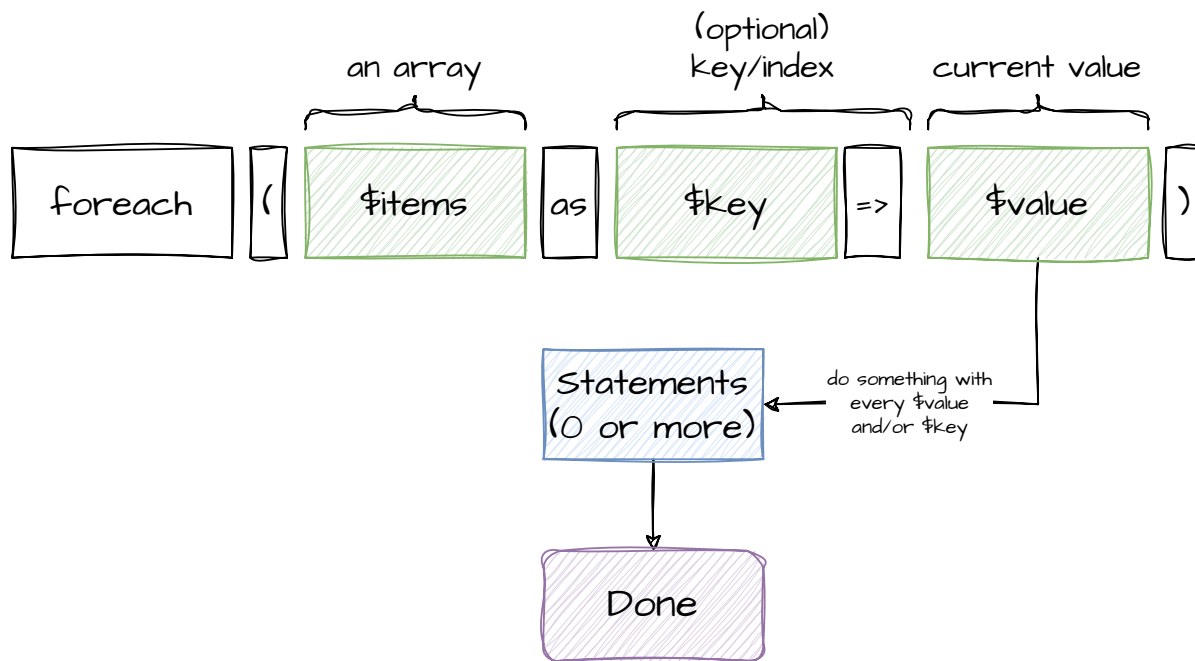 (optional)
an array
key/index
current value
foreach ( $items as $key => $value )
Statements
(0 or more)
do something with
every $value
and/or $key
Done